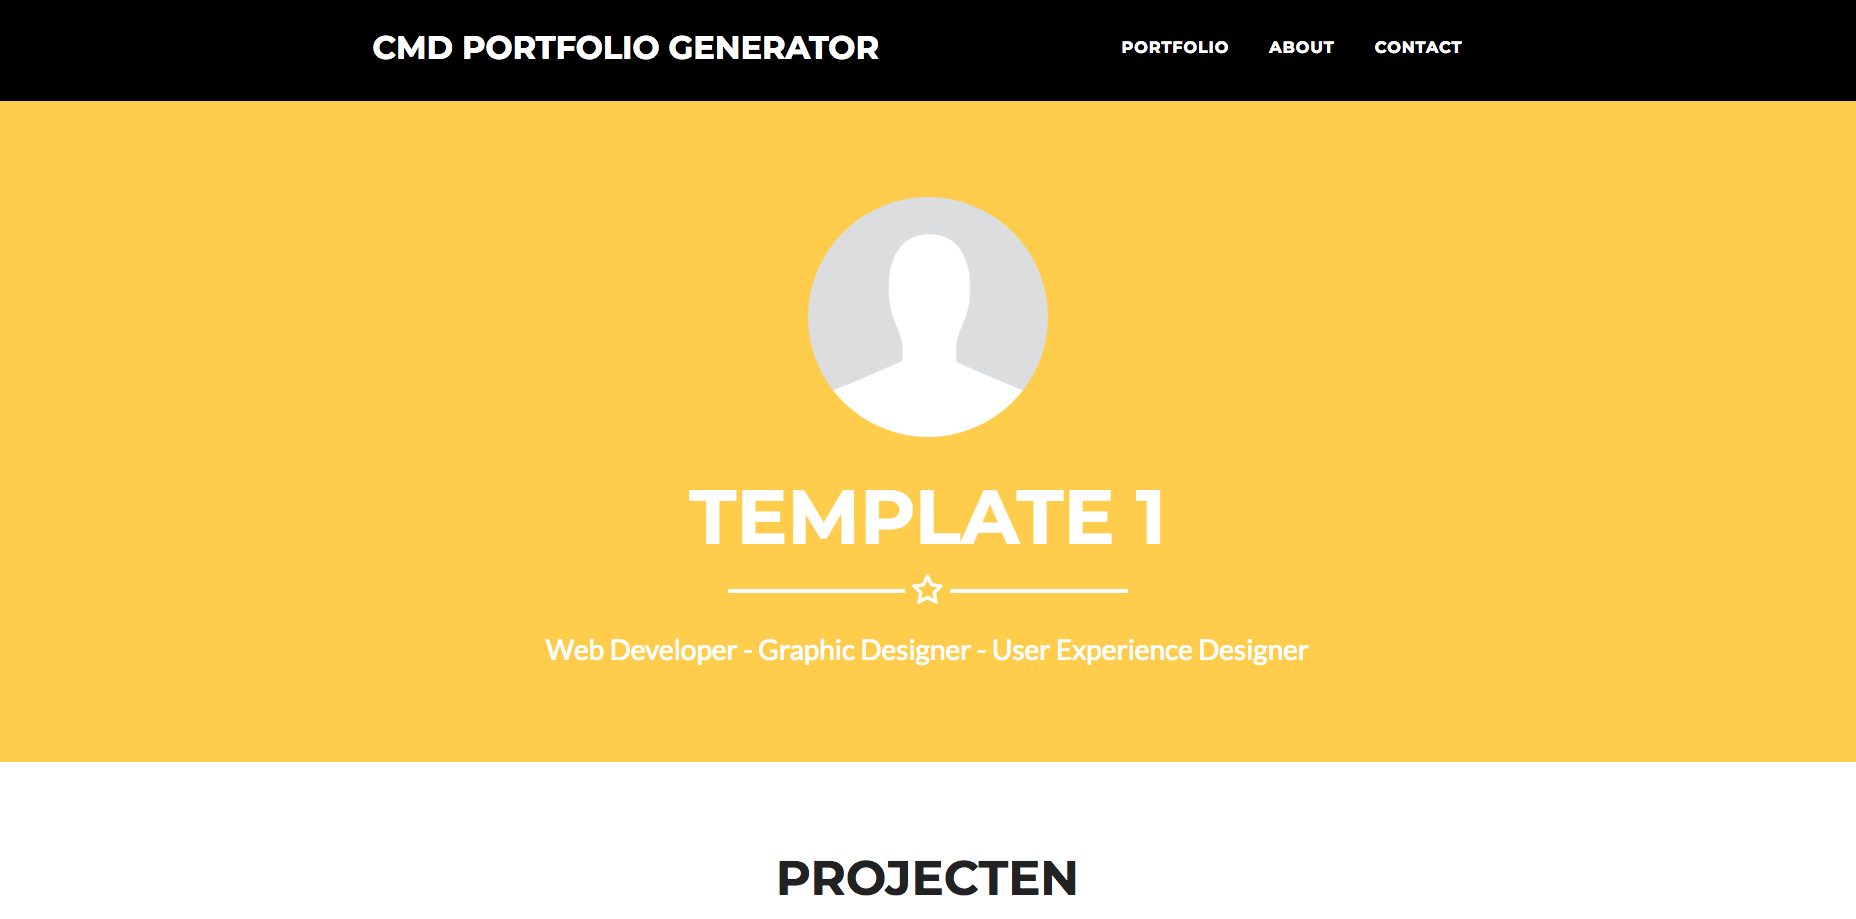 CMD PORTFOLIO GENERATOR
PORTFOLIO ABOUT CONTACT
TEMPLATE 1
Web Developer - Graphic Designer - User Experience Designer
PROJECTEN